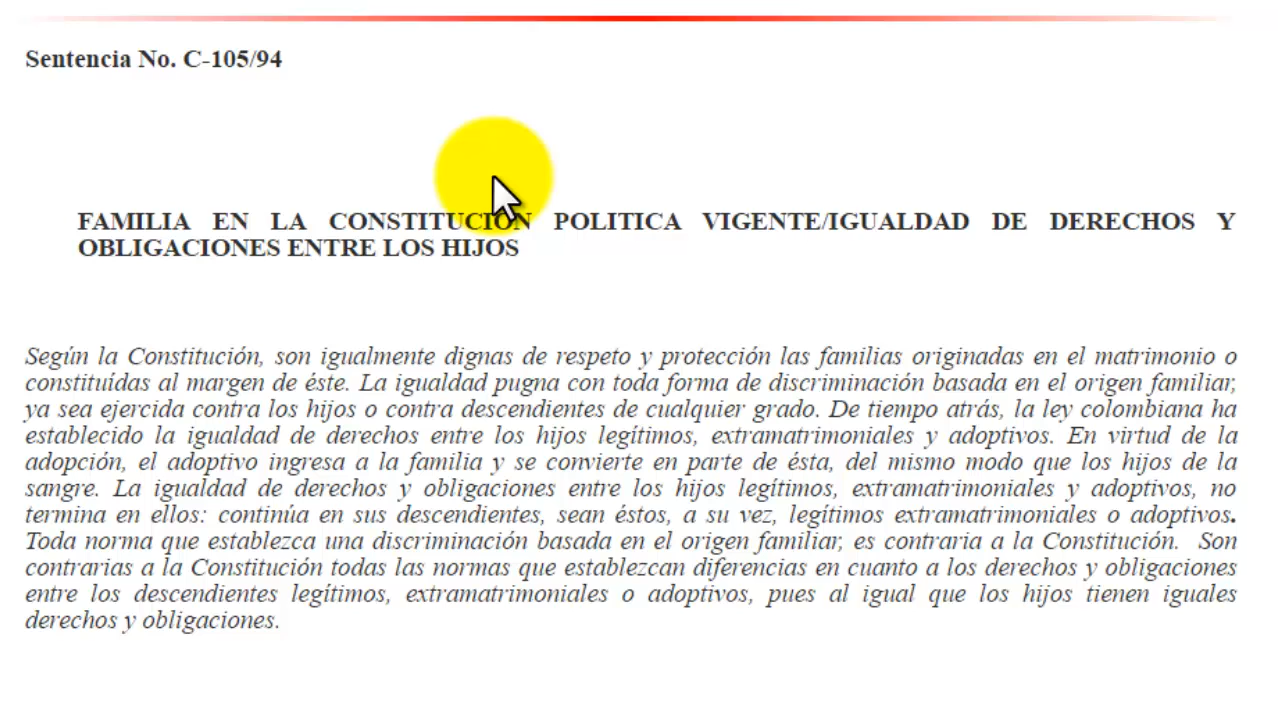 Sentencia No. C-105/94
FAMILIA EN LA CONSTITUCION POLITICA VIGENTE/IGUALDAD DE DERECHOS Y
OBLIGACIONES ENTRE LOS HIJOS
Según la Constitución, son igualmente dignas de respeto y protección las familias originadas en el matrimonio o
constituídas al margen de éste. La igualdad pugna con toda forma de discriminación basada en el origen familiar,
ya sea ejercida contra los hijos o contra descendientes de cualquier grado. De tiempo atrás, la ley colombiana ha
establecido la igualdad de derechos entre los hijos legítimos, extramatrimoniales y adoptivos. En virtud de la
adopción, el adoptivo ingresa a la familia y se convierte en parte de ésta, del mismo modo que los hijos de la
sangre. La igualdad de derechos y obligaciones entre los hijos legítimos, extramatrimoniales y adoptivos, no
termina en ellos: continúa en sus descendientes, sean éstos, a su vez, legítimos extramatrimoniales o adoptivos.
Toda norma que establezca una discriminación basada en el origen familiar, es contraria a la Constitución. Son
contrarias a la Constitución todas las normas que establezcan diferencias en cuanto a los derechos y obligaciones
entre los descendientes legítimos, extramatrimoniales o adoptivos, pues al igual que los hijos tienen iguales
derechos y obligaciones.